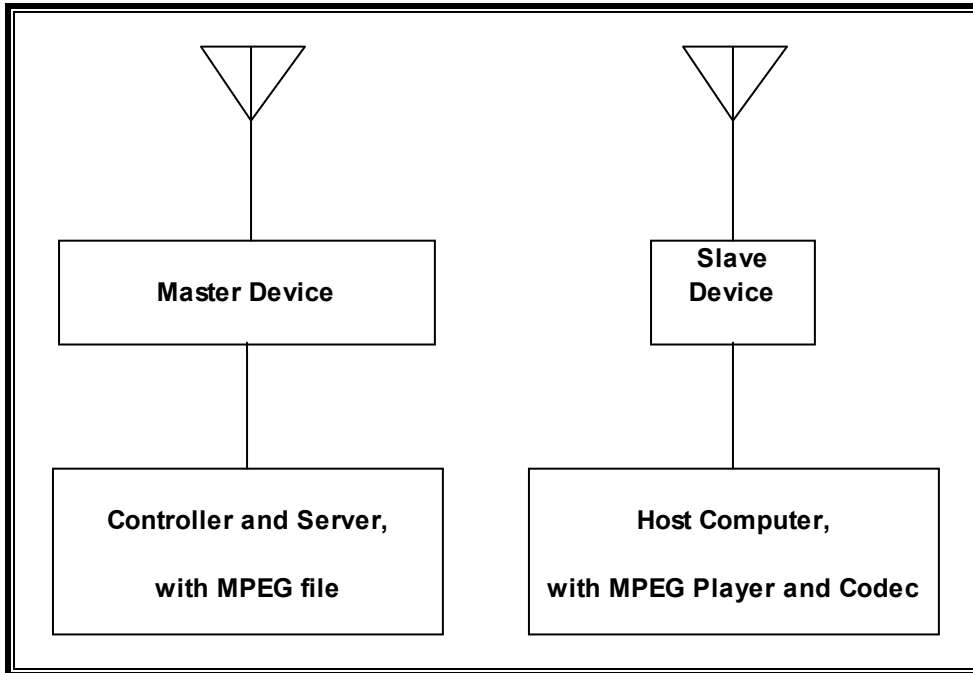 Master Device
Slave
Device
Controller and Server,
with MPEG file
Host Computer,
with MPEG Player and Codec